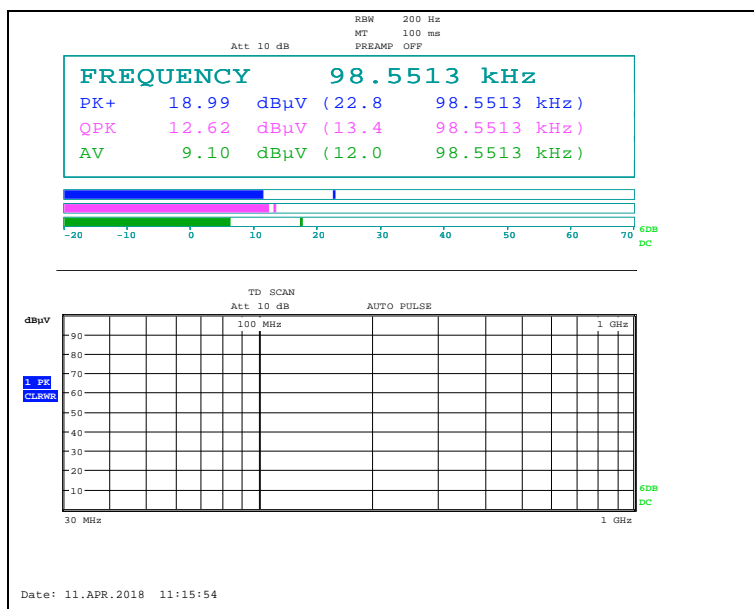 RBW 200 Hz
MT 100 ms
Att 10 dB PREAMP OFF
FREQUENCY 98.5513 kHz
PK+ 18.99 dBµV (22.8 98.5513 kHz)
QPK 12.62 dBµV (13.4 98.5513 kHz)
AV 9.10 dBµV (12.0 98.5513 kHz)
-20 -10 0 10 20 30 40 50 60 70
6DB
DC
TD SCAN
Att 10 dB AUTO PULSE
dBµV
100 MHz 1 GHz
90
80
70
1 PK
60
CLRWR
50
40
30
20
10
6DB
DC
30 MHz 1 GHz
Date: 11.APR.2018 11:15:54